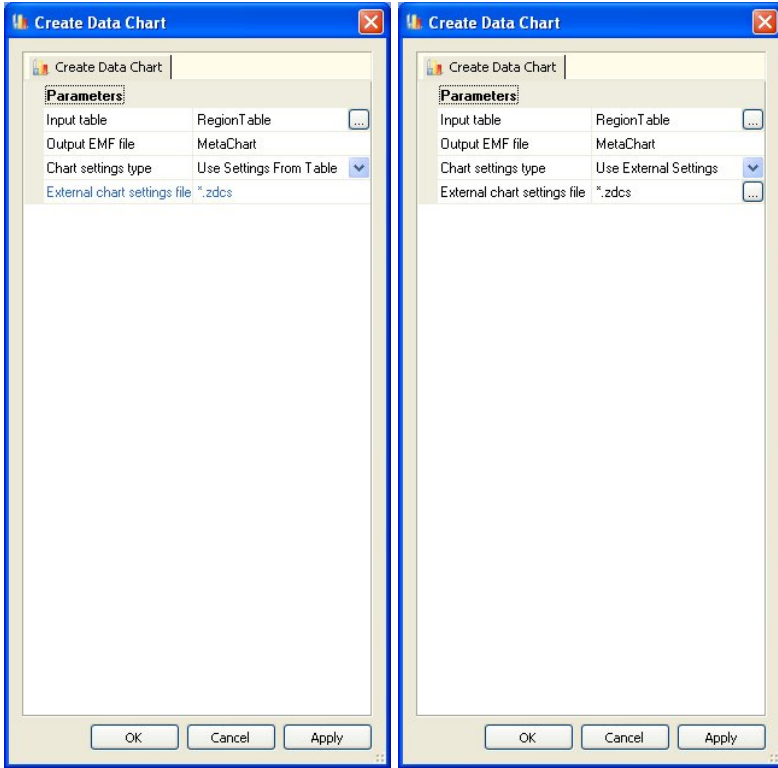 Create Data Chart
Create Data Chart
Parameters
Input table RegionTable ...
Output EMF file MetaChart
Chart settings type Use Settings From Table
External chart settings file *.zdcs
OK Cancel Apply
Create Data Chart
Create Data Chart
Parameters
Input table RegionTable ...
Output EMF file MetaChart
Chart settings type Use External Settings
External chart settings file *.zdcs ...
OK Cancel Apply